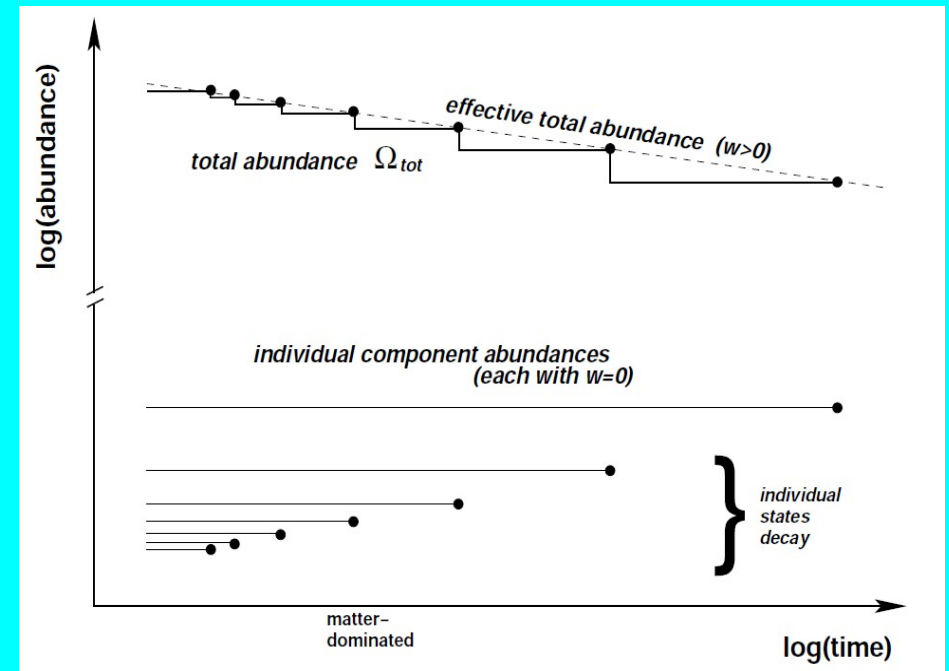 log(abundance)
effective total abundance (w>0)
total abundance Ωtot
individual component abundances
(each with w=0)
individual
states
decay
matter–
dominated
log(time)